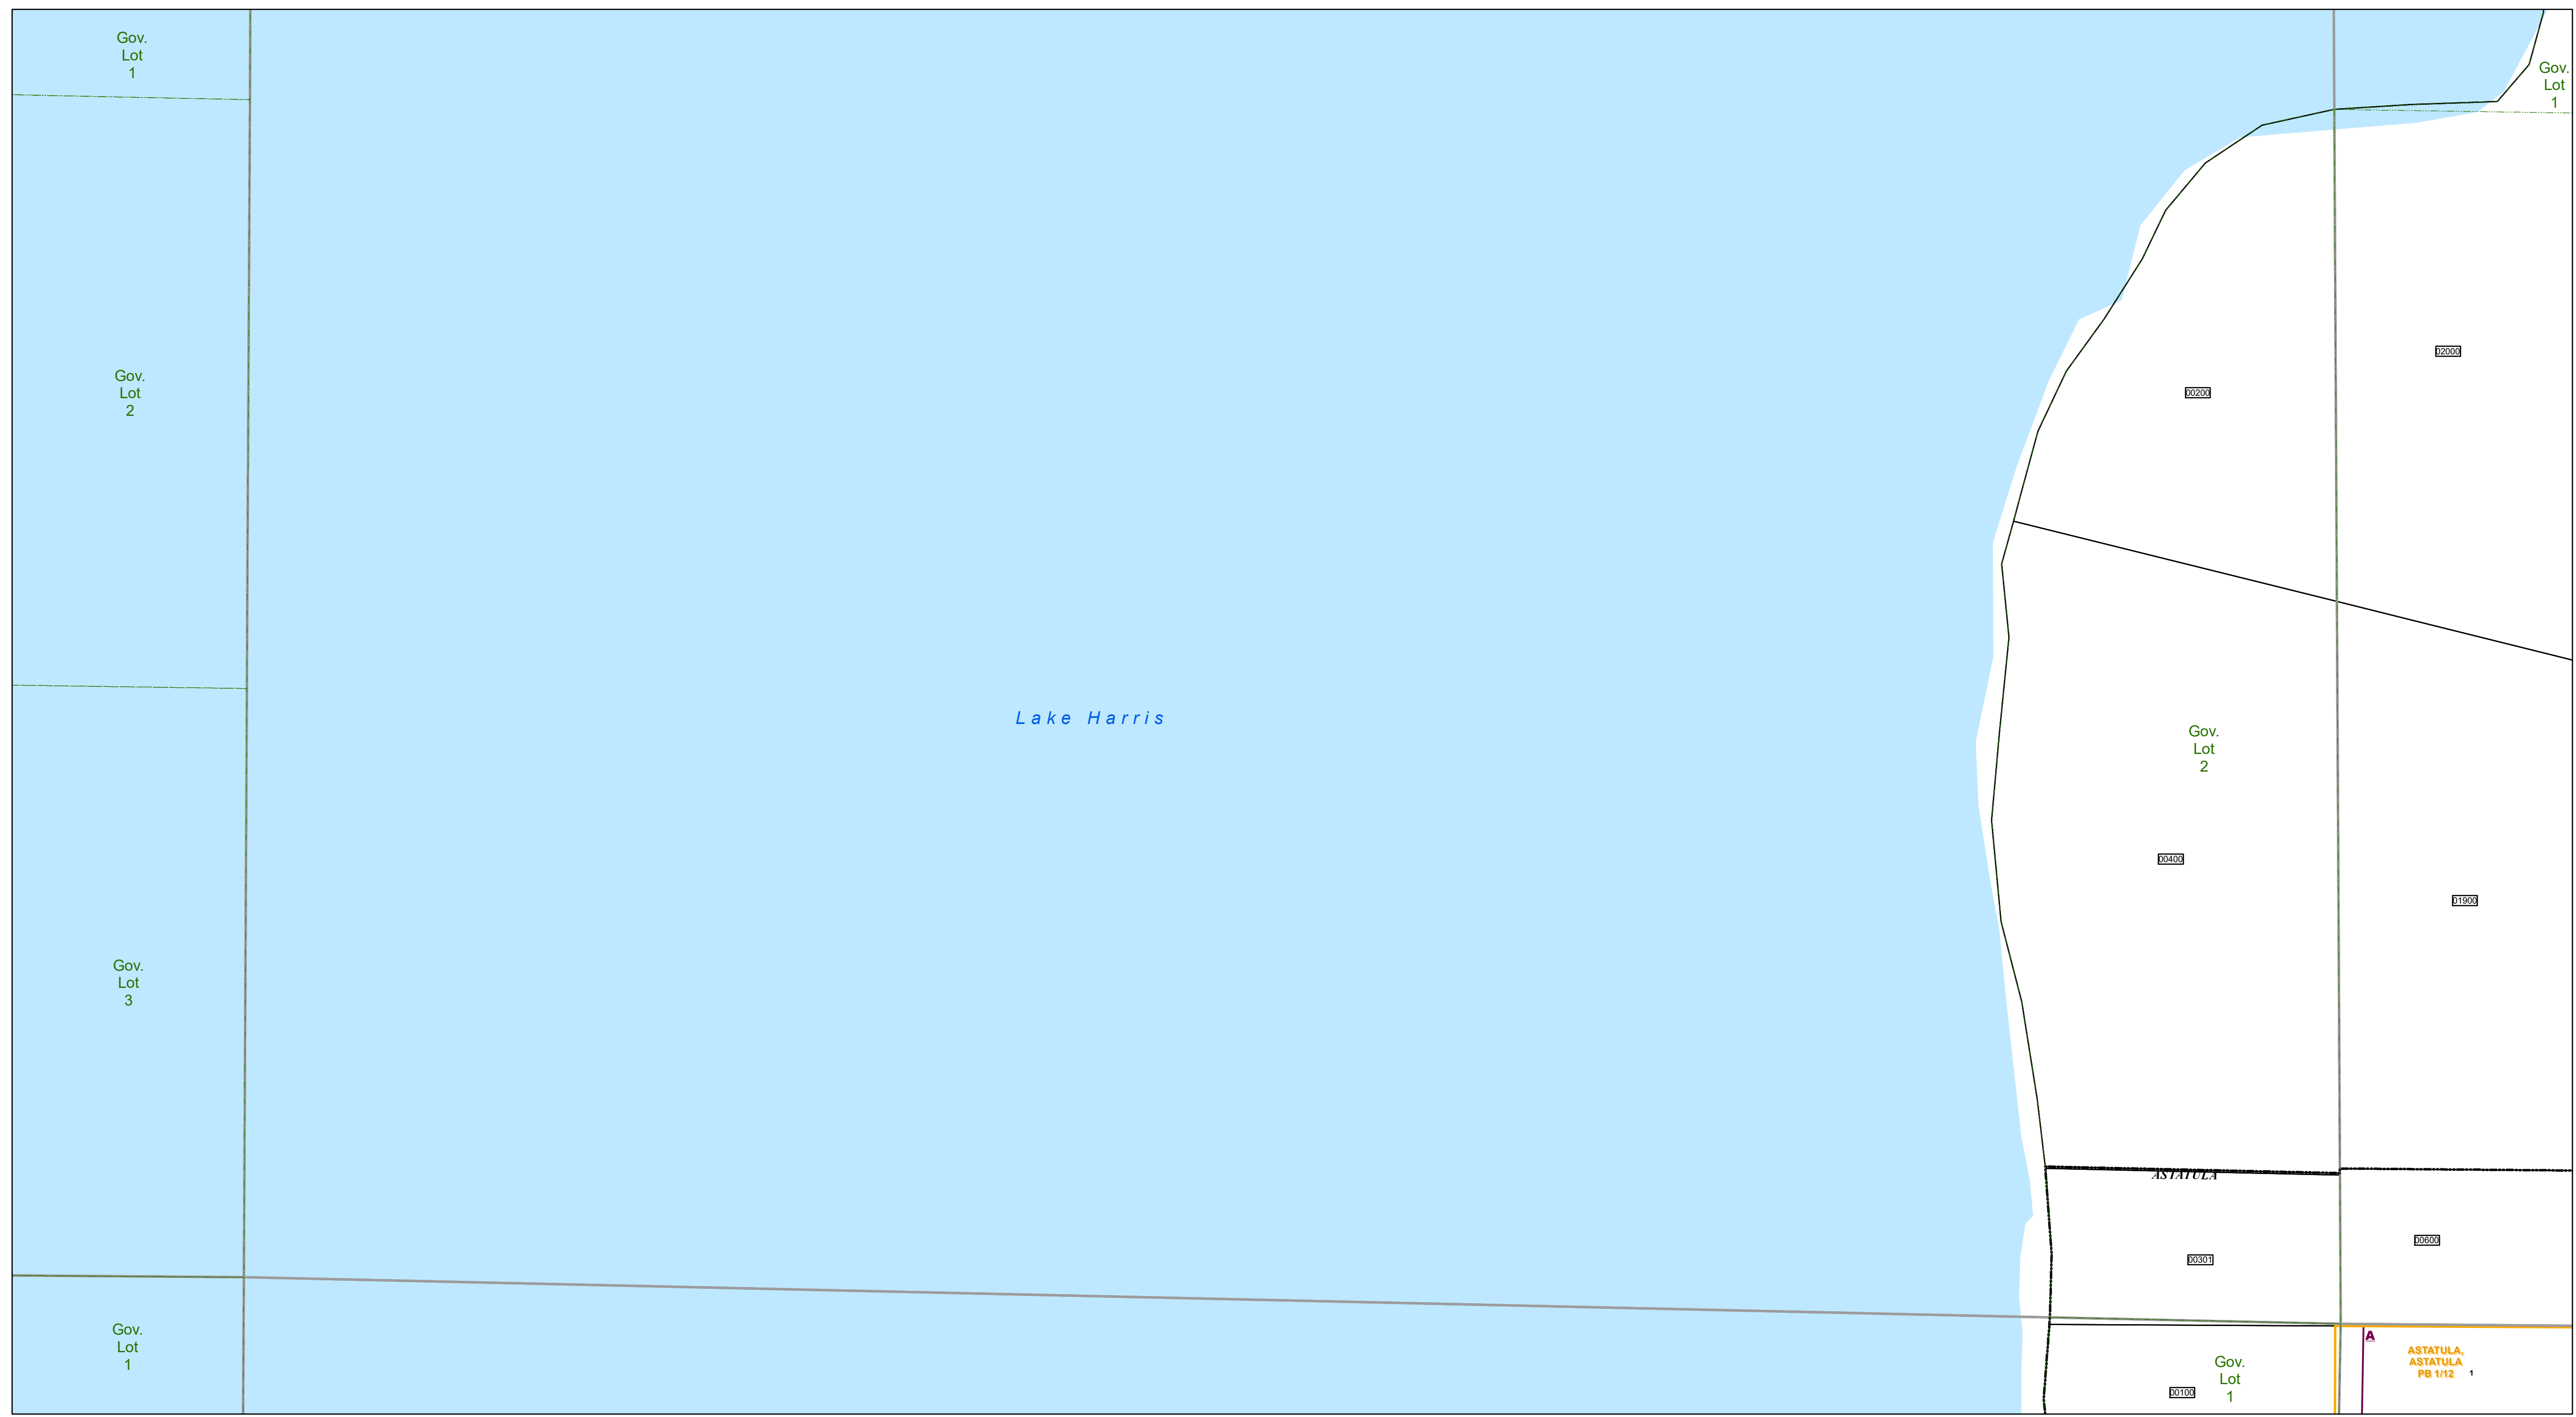 Gov.
Lot
1
Gov.
Lot
1
02000
Gov.
Lot
2
00200
Lake Harris
Gov.
Lot
2
00400
01900
Gov.
Lot
3
ASTATULA
00600
00301
Gov.
Lot
1
A
ASTATULA,
ASTATULA
PB 1/12
1
Gov.
Lot
1
00100